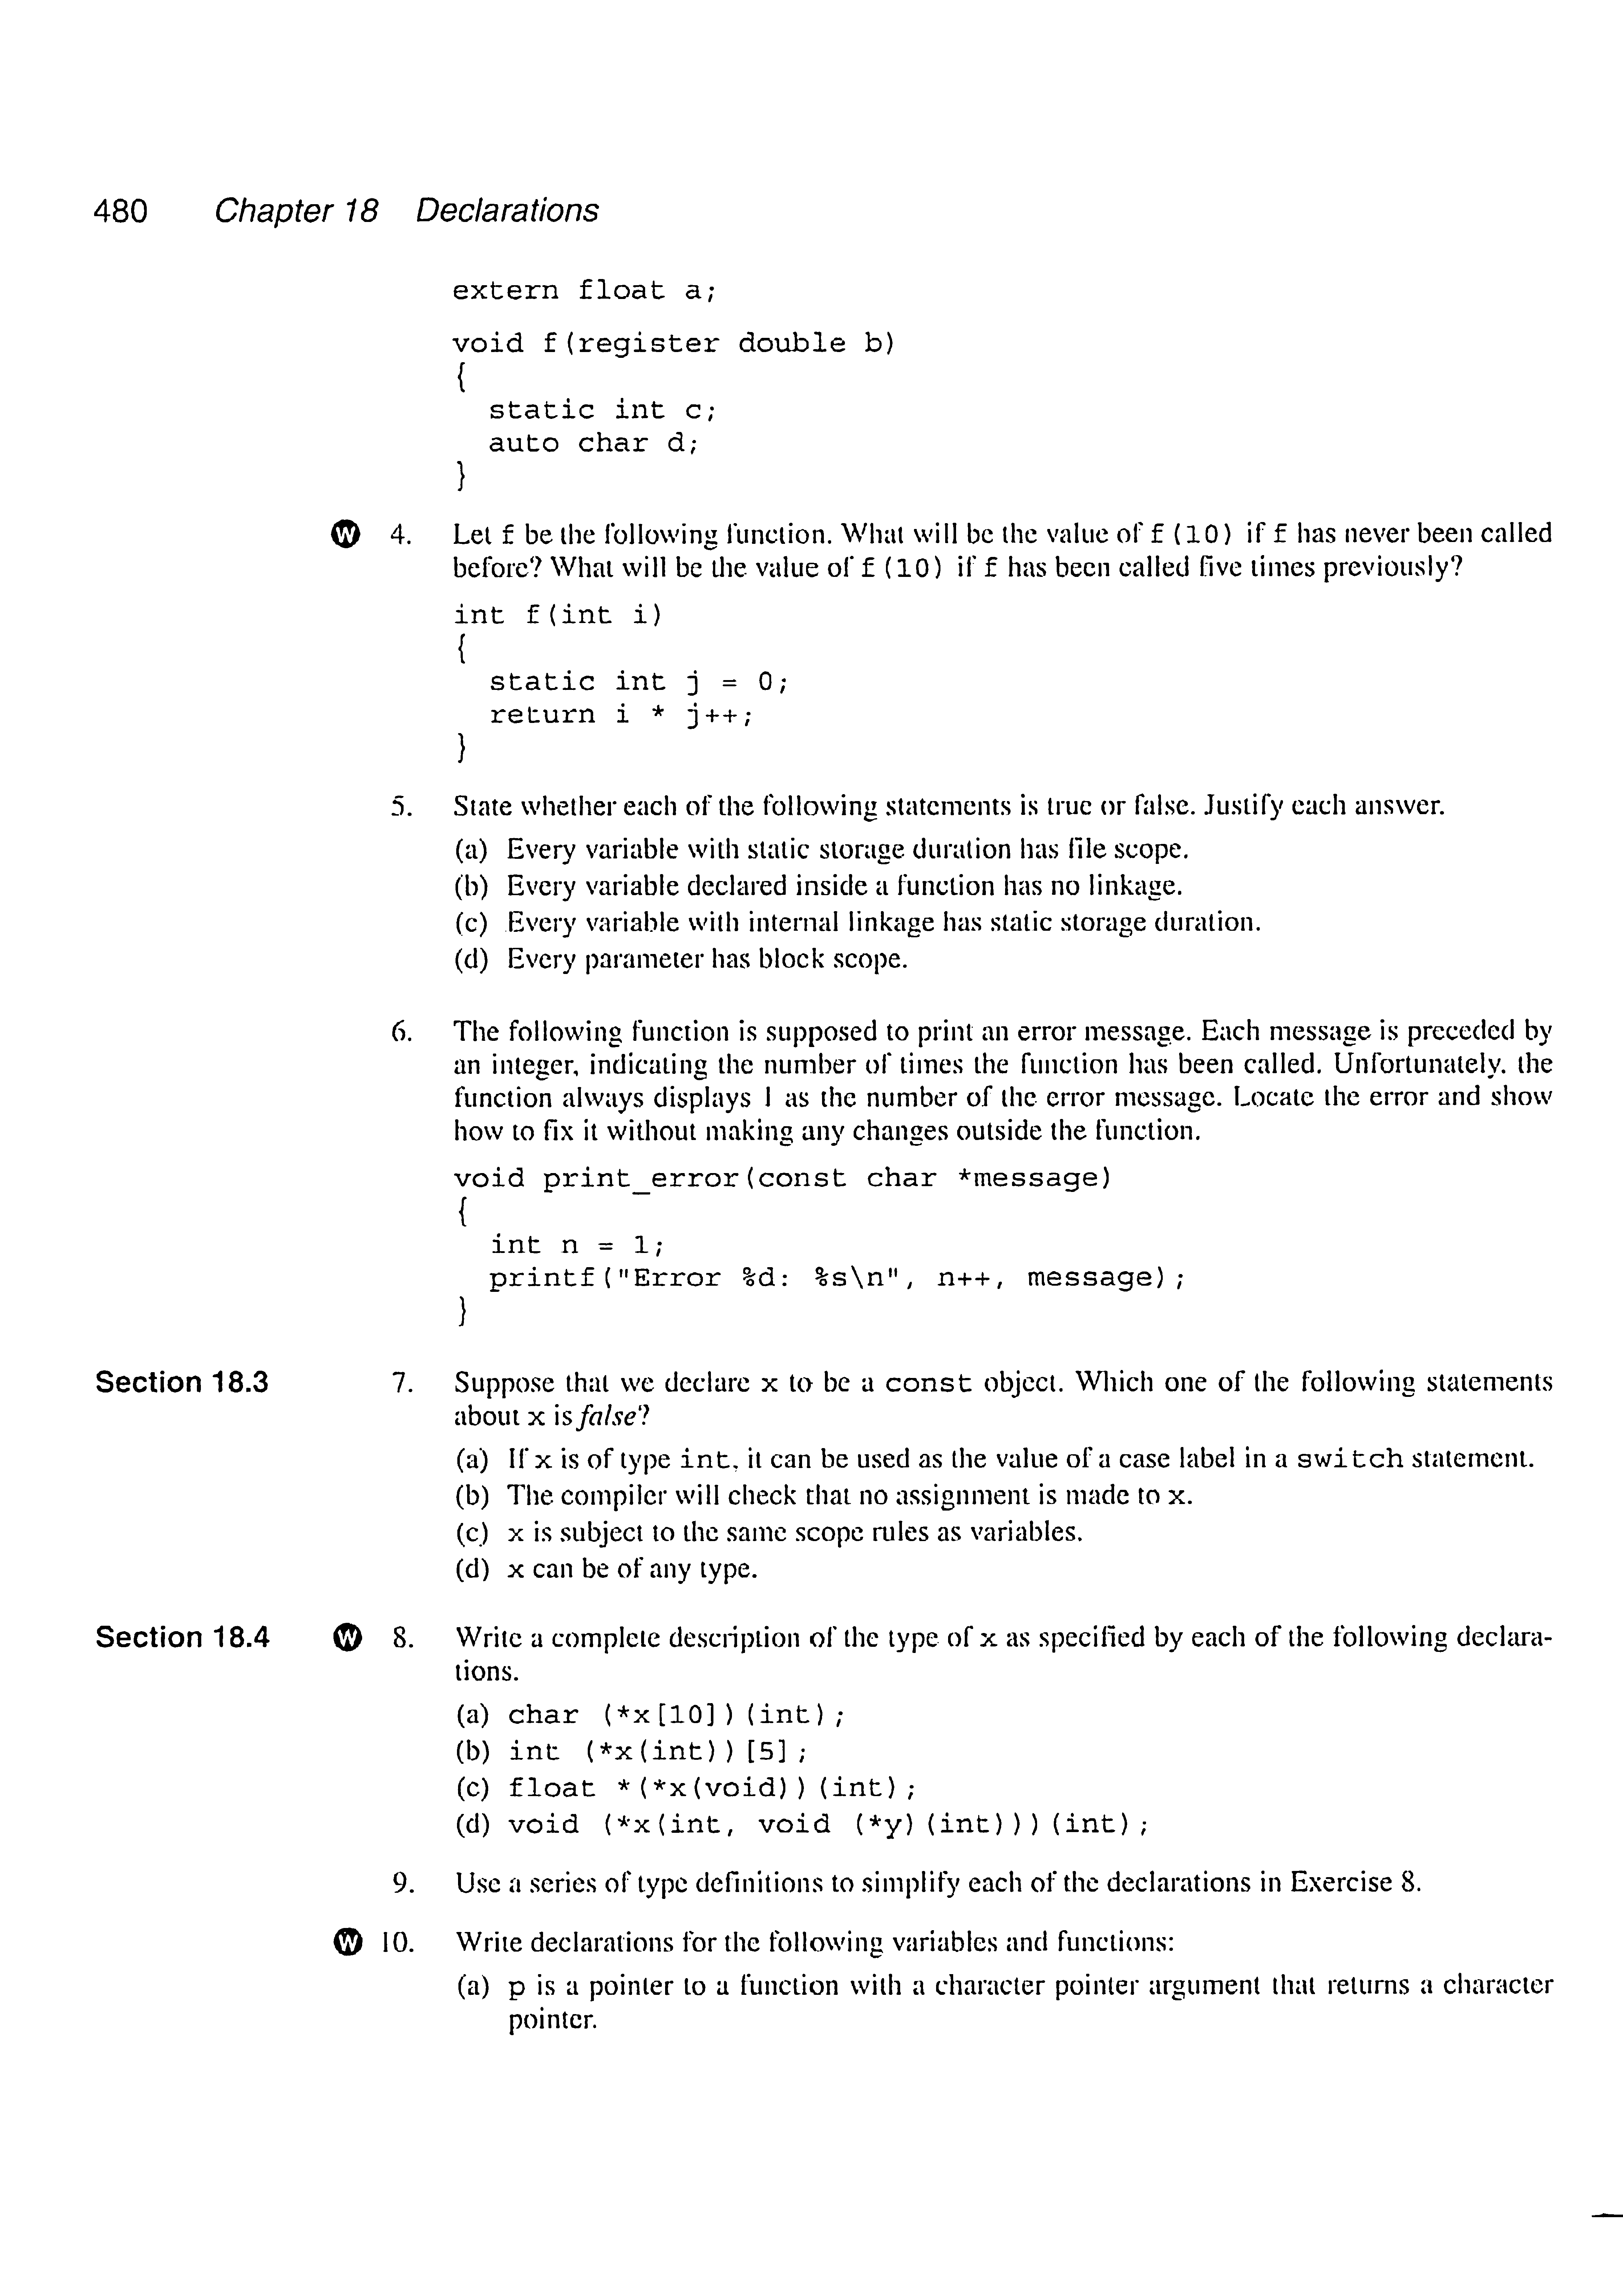 480 Chapter 18 Declarations
extern float a;
void f(register double b)
{
static int c;
auto char d;
}
W 4. Let f be the following function. What will be the value of f(10) if f has never been called
before? What will be the value of f(10) if f has been called five times previously?
int f(int i)
{
static int j = 0;
return i * j++;
}
5. State whether each of the following statements is true or false. Justify each answer.
(a) Every variable with static storage duration has file scope.
(b) Every variable declared inside a function has no linkage.
(c) Every variable with internal linkage has static storage duration.
(d) Every parameter has block scope.
6. The following function is supposed to print an error message. Each message is preceded by
an integer, indicating the number of times the function has been called. Unfortunately, the
function always displays 1 as the number of the error message. Locate the error and show
how to fix it without making any changes outside the function.
void print_error(const char *message)
{
int n = 1;
printf("Error %d: %s\n", n++, message);
}
Section 18.3 7. Suppose that we declare x to be a const object. Which one of the following statements
about x is false?
(a) If x is of type int, it can be used as the value of a case label in a switch statement.
(b) The compiler will check that no assignment is made to x.
(c) x is subject to the same scope rules as variables.
(d) x can be of any type.
Section 18.4 W 8. Write a complete description of the type of x as specified by each of the following declara-
tions.
(a) char (*x[10])(int);
(b) int (*x(int))[5];
(c) float *(*x(void))(int);
(d) void (*x(int, void (*y)(int)))(int);
9. Use a series of type definitions to simplify each of the declarations in Exercise 8.
W 10. Write declarations for the following variables and functions:
(a) p is a pointer to a function with a character pointer argument that returns a character
pointer.